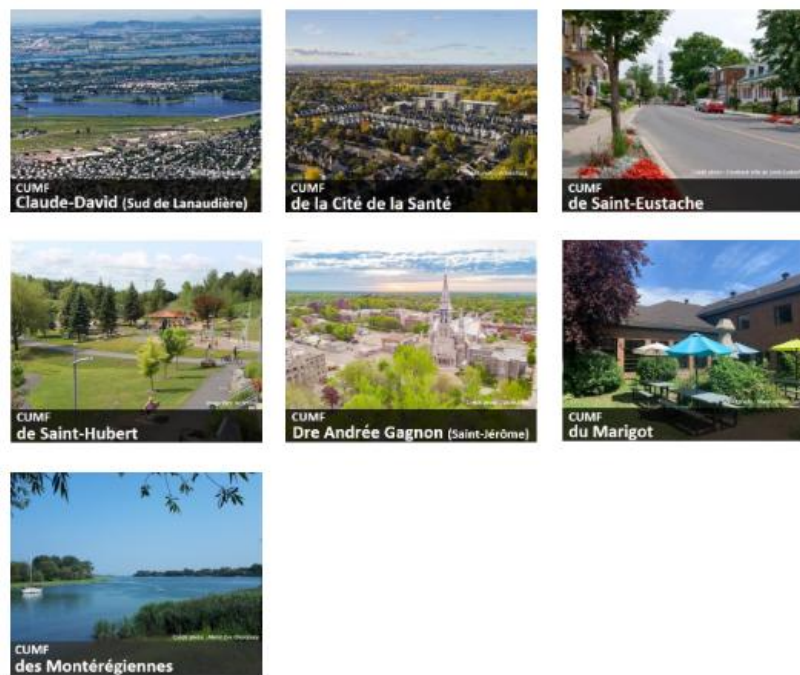 CUMF
Claude-David (Sud de Lanaudière)
CUMF
de la Cité de la Santé
CUMF
de Saint-Eustache
CUMF
de Saint-Hubert
CUMF
Dre Andrée Gagnon (Saint-Jérôme)
CUMF
du Marigot
CUMF
des Montérégiennes